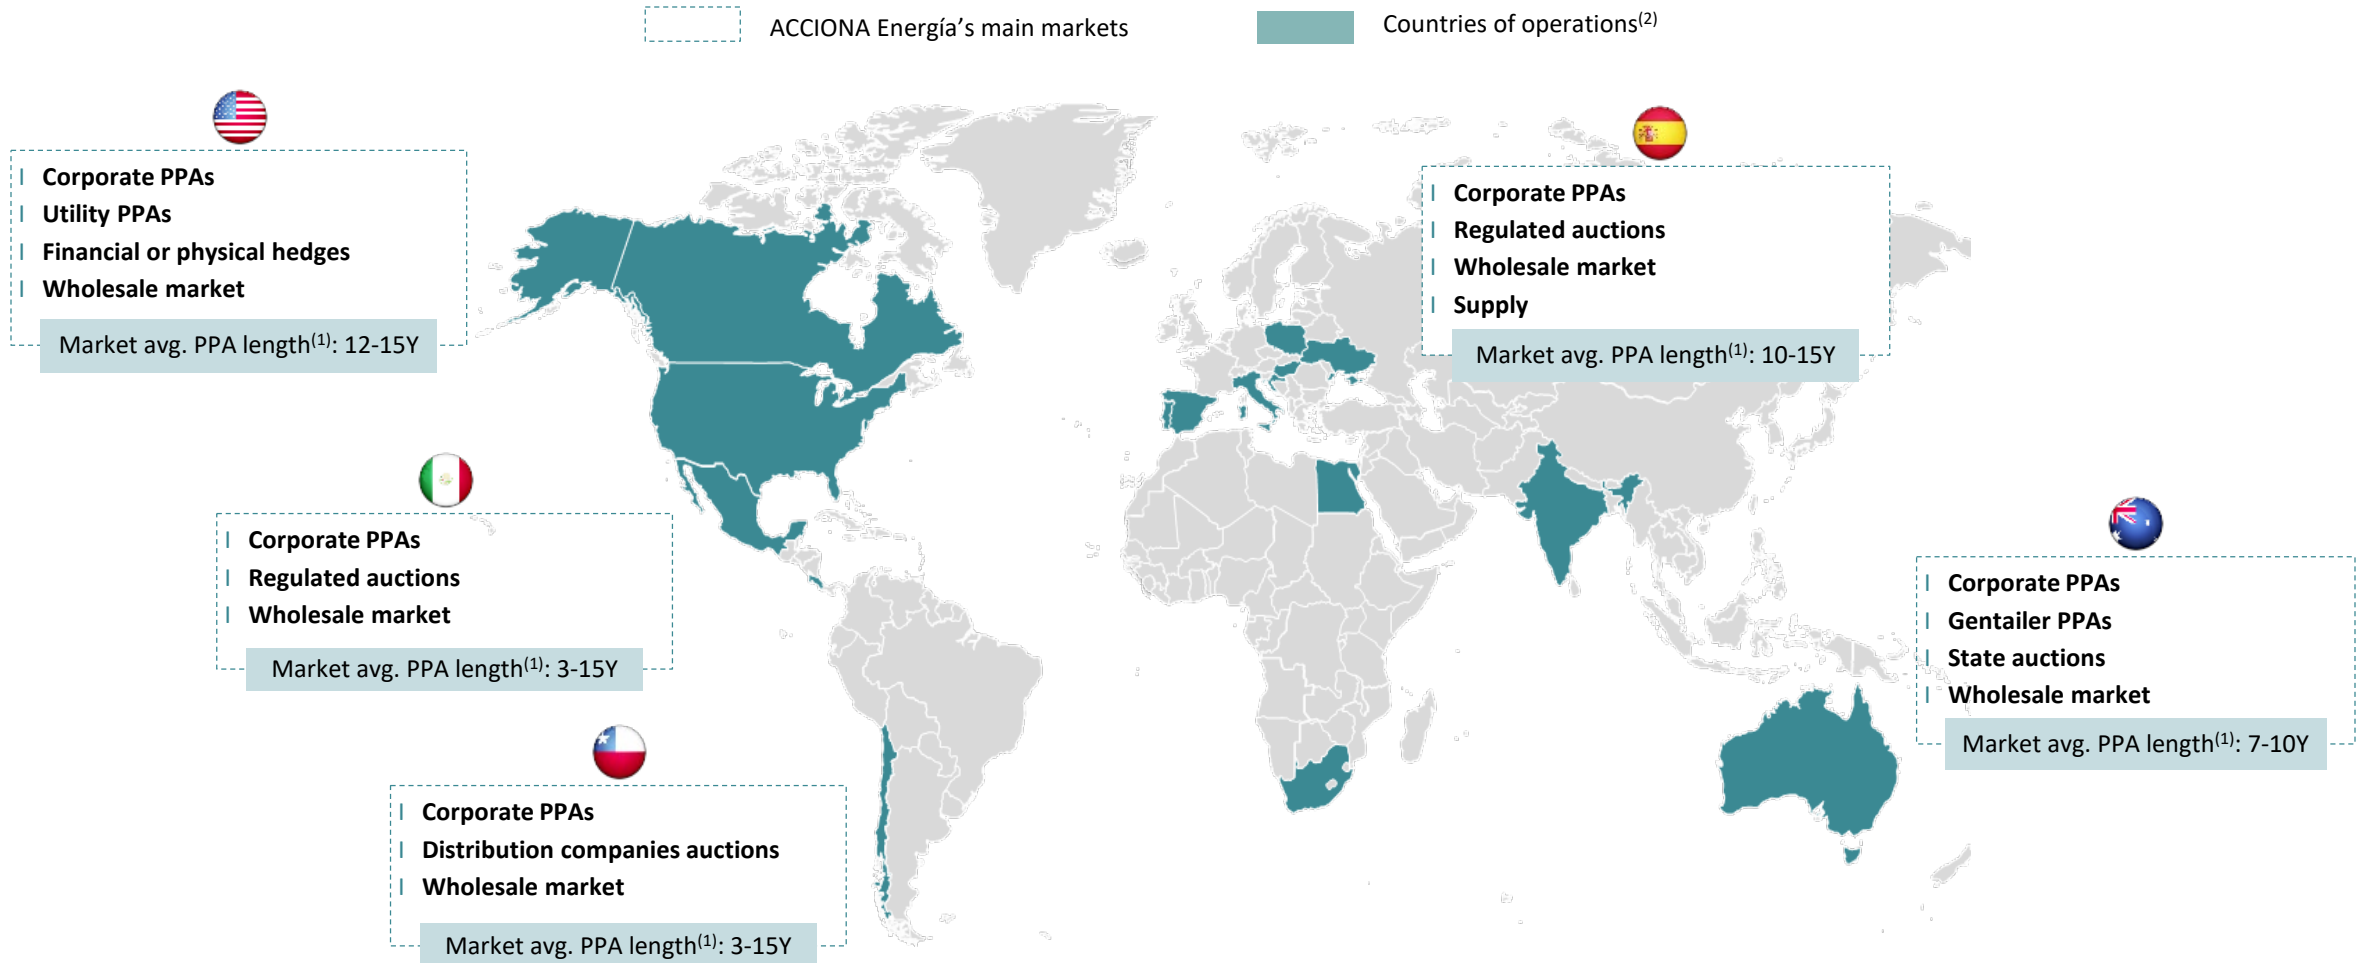 ACCIONA Energía's main markets
Countries of operations(2)
Corporate PPAs
Utility PPAs
Financial or physical hedges
Wholesale market
Market avg. PPA length(1): 12-15Y
Corporate PPAs
Regulated auctions
Wholesale market
Supply
Market avg. PPA length(1): 10-15Y
Corporate PPAs
Regulated auctions
Wholesale market
Market avg. PPA length(1): 3-15Y
Corporate PPAs
Gentailer PPAs
State auctions
Wholesale market
Market avg. PPA length(1): 7-10Y
Corporate PPAs
Distribution companies auctions
Wholesale market
Market avg. PPA length(1): 3-15Y